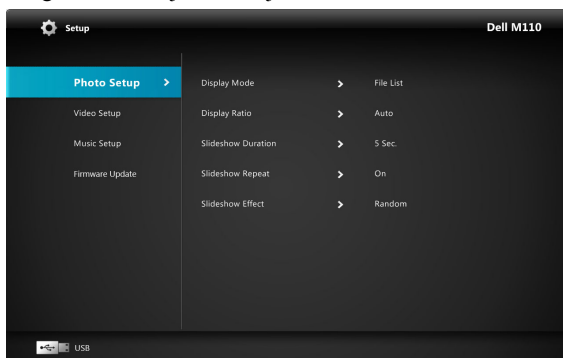 Setup
Dell M110
Photo Setup
Display Mode
File List
Video Setup
Display Ratio
Auto
Music Setup
Slideshow Duration
5 Sec.
Firmware Update
Slideshow Repeat
On
Slideshow Effect
Random
USB